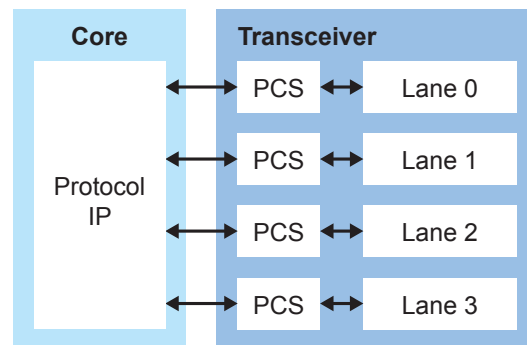 Core
Transceiver
Protocol
IP
PCS
Lane 0
PCS
Lane 1
PCS
Lane 2
PCS
Lane 3